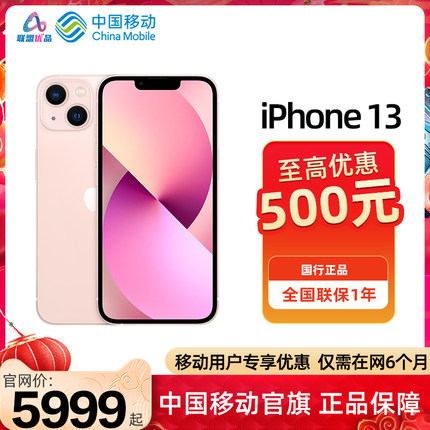 联盟优品
中国移动
China Mobile
iPhone 13
至高优惠
500元
国行正品
全国联保1年
移动用户专享优惠 仅需在网6个月
官网价:
5999起
中国移动官旗 正品保障